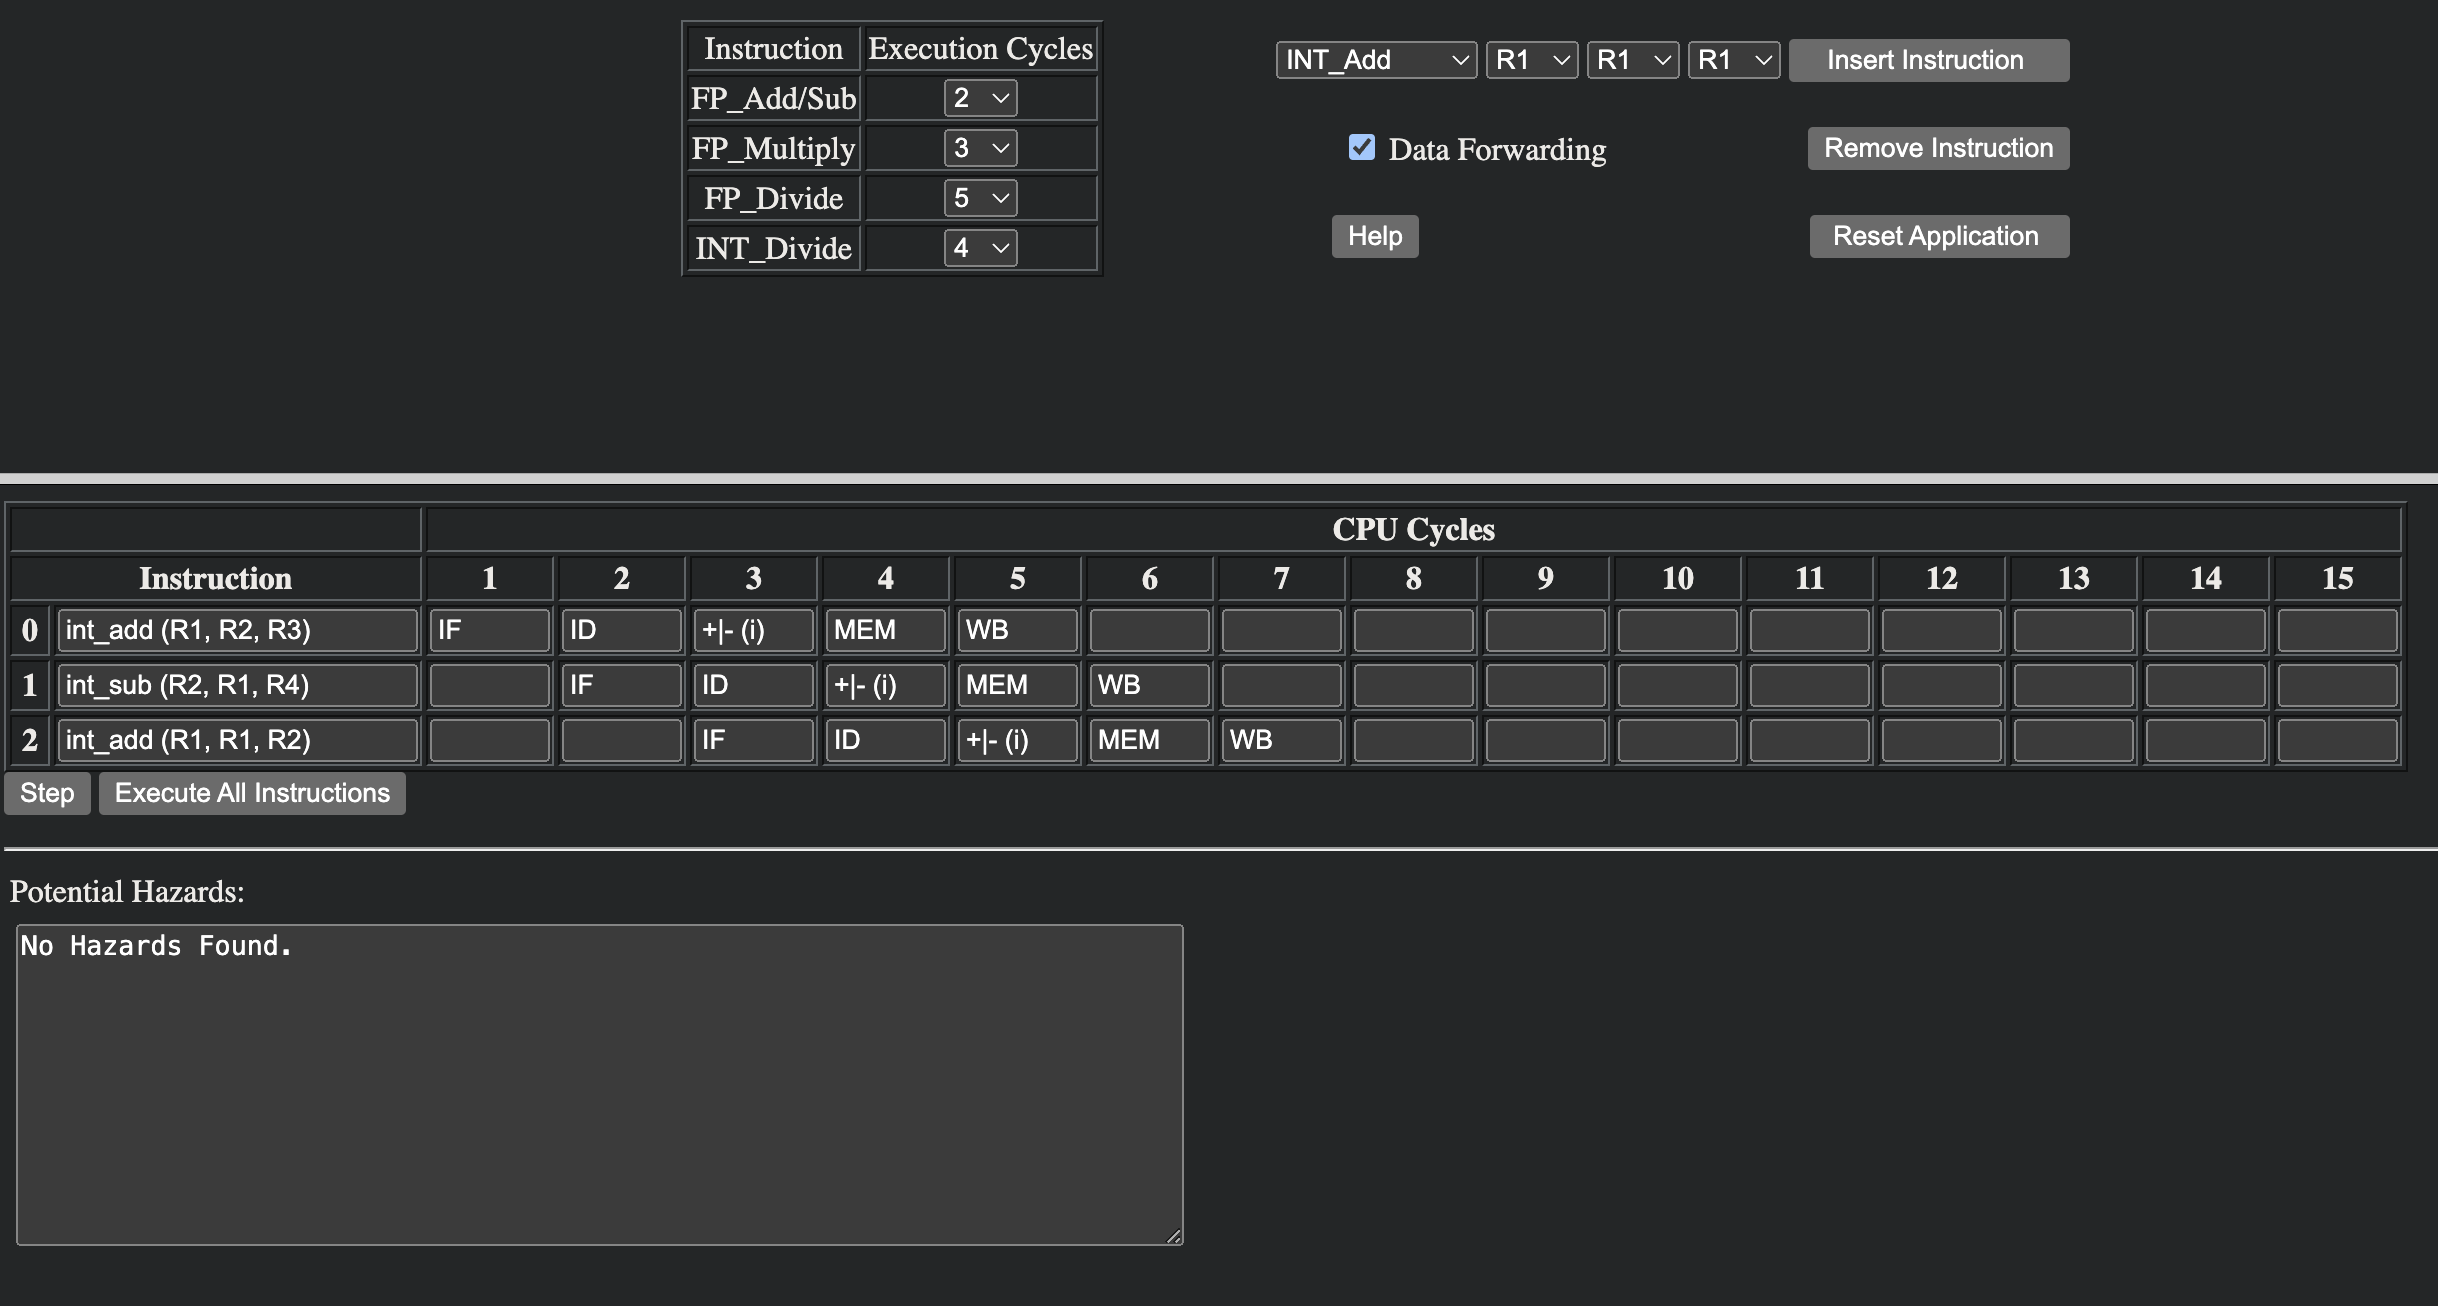 Instruction Execution Cycles
FP_Add/Sub 2
FP_Multiply 3
FP_Divide 5
INT_Divide 4
INT_Add R1 R1 R1 Insert Instruction
Data Forwarding Remove Instruction
Help Reset Application
CPU Cycles
Instruction 1 2 3 4 5 6 7 8 9 10 11 12 13 14 15
0 int_add (R1, R2, R3) IF ID +|- (i) MEM WB
1 int_sub (R2, R1, R4) IF ID +|- (i) MEM WB
2 int_add (R1, R1, R2) IF ID +|- (i) MEM WB
Step Execute All Instructions
Potential Hazards:
No Hazards Found.